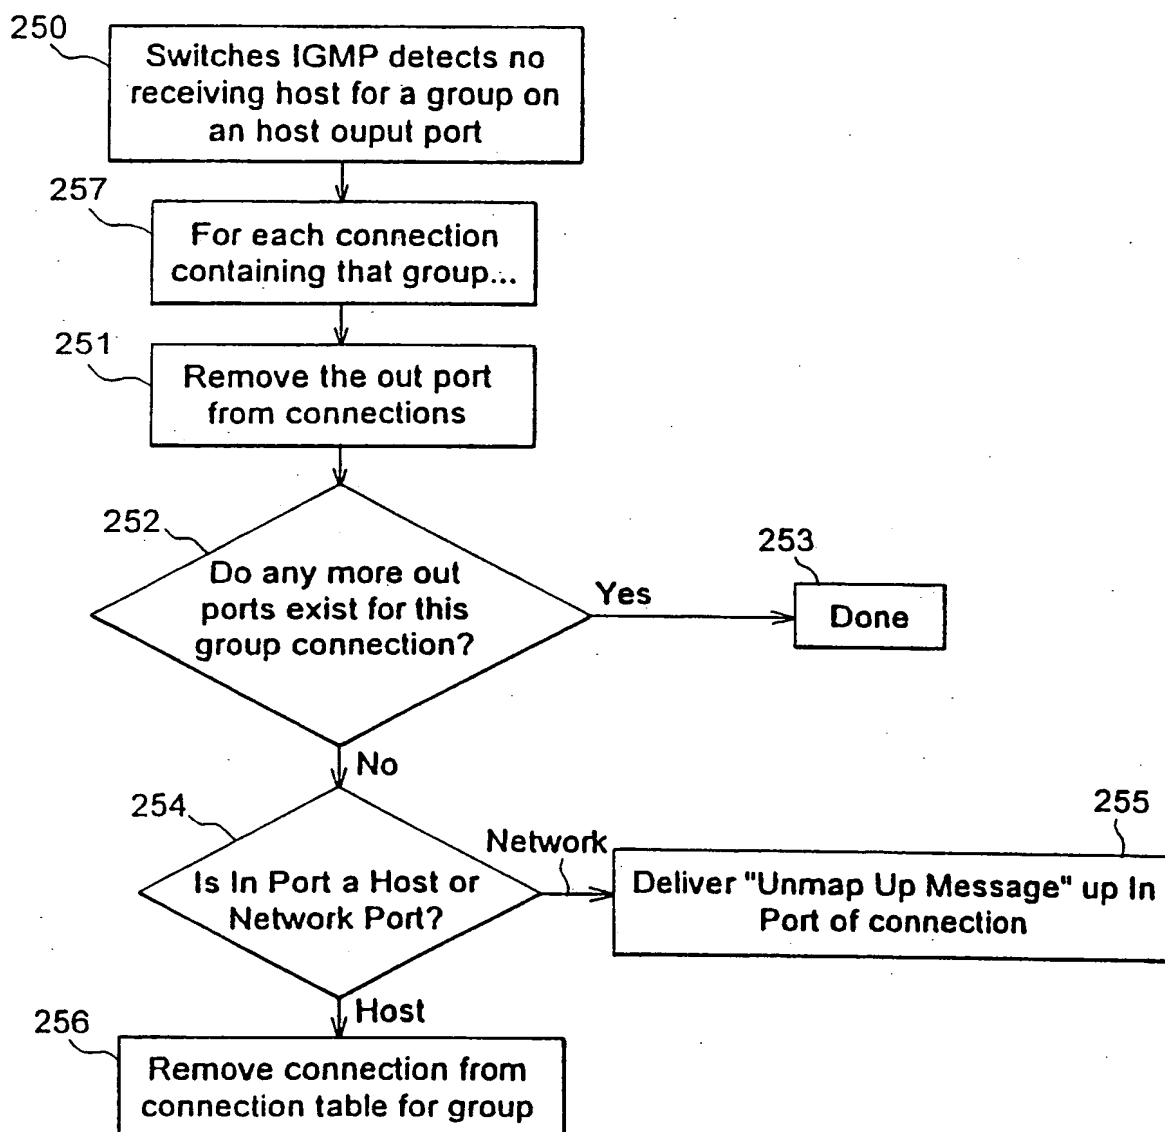 250
Switches IGMP detects no
receiving host for a group on
an host ouput port
257
For each connection
containing that group...
251
Remove the out port
from connections
252
Do any more out
ports exist for this
group connection?
Yes
253
Done
No
254
Is In Port a Host or
Network Port?
Network
255
Deliver "Unmap Up Message" up In
Port of connection
Host
256
Remove connection from
connection table for group